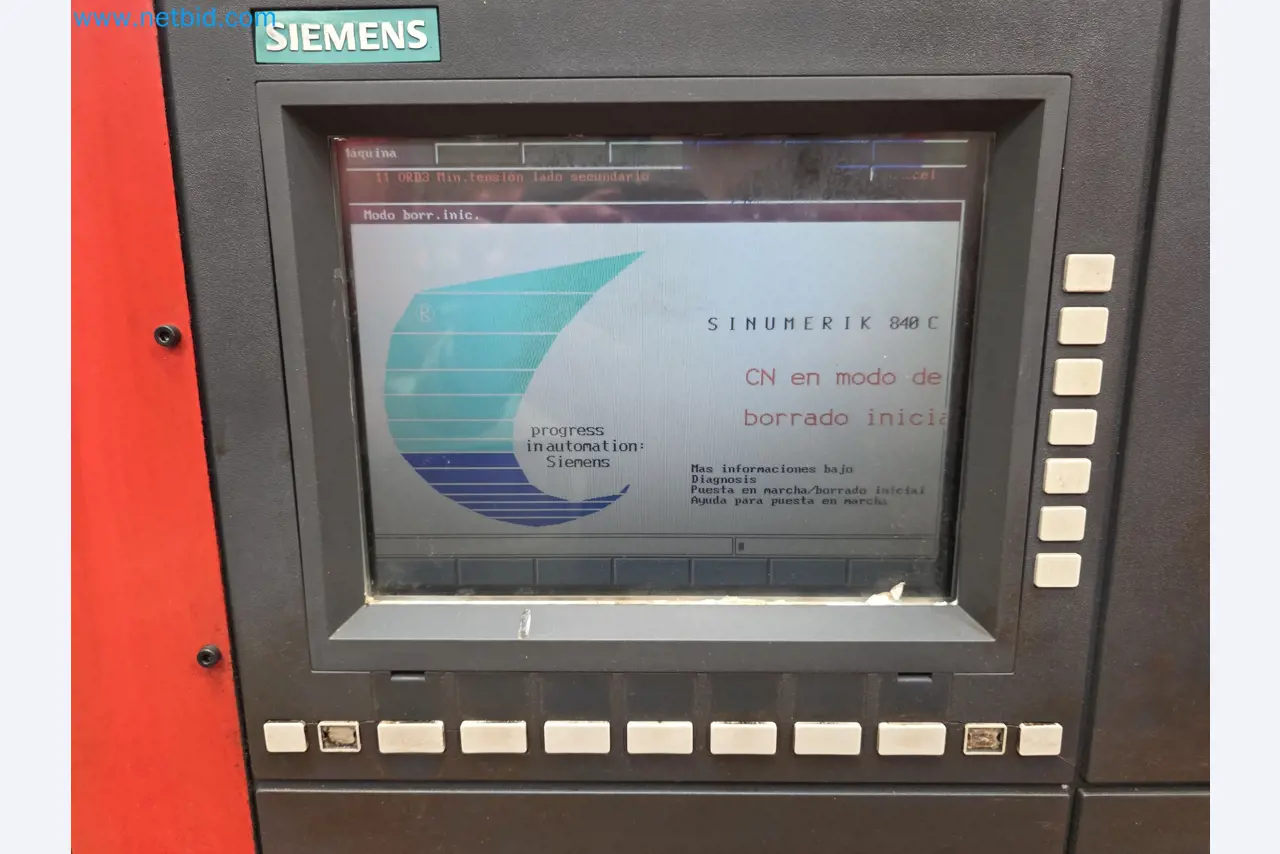 www.netbid.com
SIEMENS
Máquina
11 ORD3 Min.tensión lado secundario
Modo borr.inic.
®
SINUMERIK 840 C
CN en modo de
borrado inicia
progress
in automation:
Siemens
Mas informaciones bajo
Diagnosis
Puesta en marcha/borrado inicial
Ayuda para puesta en marcha